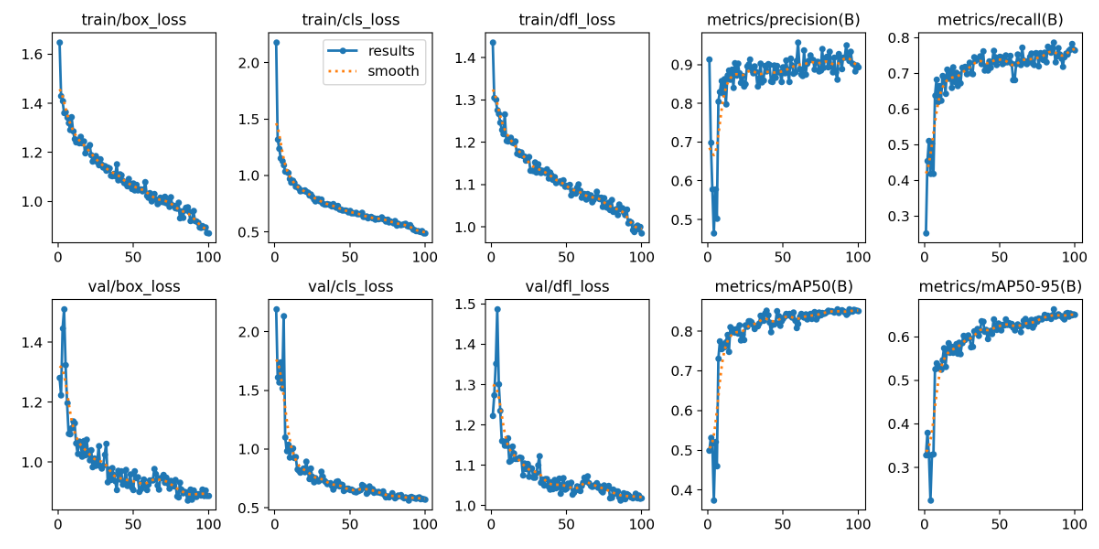 train/box_loss
train/cls_loss
train/dfl_loss
metrics/precision(B)
metrics/recall(B)
1.6
1.4
1.2
1.0
0 50 100
2.0
1.5
1.0
0.5
results
smooth
0 50 100
1.4
1.3
1.2
1.1
1.0
0 50 100
0.9
0.8
0.7
0.6
0.5
0 50 100
0.8
0.7
0.6
0.5
0.4
0.3
0 50 100
val/box_loss
val/cls_loss
val/dfl_loss
metrics/mAP50(B)
metrics/mAP50-95(B)
1.4
1.2
1.0
0 50 100
2.0
1.5
1.0
0.5
0 50 100
1.5
1.4
1.3
1.2
1.1
1.0
0 50 100
0.8
0.7
0.6
0.5
0.4
0 50 100
0.6
0.5
0.4
0.3
0 50 100